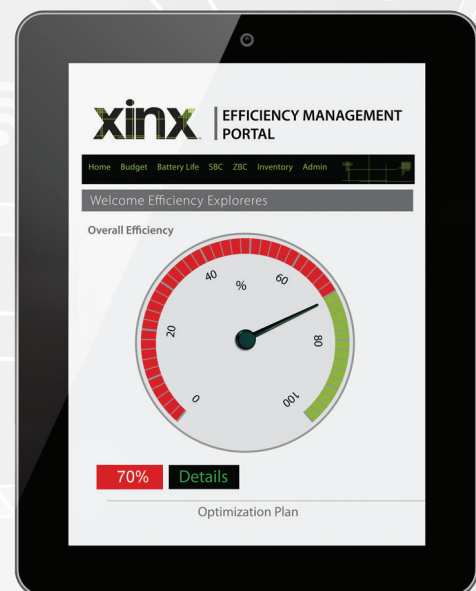 xinx™
EFFICIENCY MANAGEMENT
PORTAL
Home Budget Battery Life SBC ZBC Inventory Admin
Welcome Efficiency Exploreres
Overall Efficiency
%
0
20
40
60
80
100
70%
Details
Optimization Plan